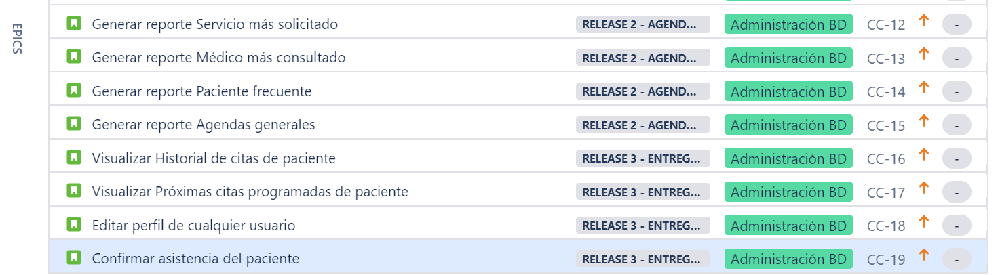 EPICS
Generar reporte Servicio más solicitado RELEASE 2 - AGEND... Administración BD CC-12 -
Generar reporte Médico más consultado RELEASE 2 - AGEND... Administración BD CC-13 -
Generar reporte Paciente frecuente RELEASE 2 - AGEND... Administración BD CC-14 -
Generar reporte Agendas generales RELEASE 2 - AGEND... Administración BD CC-15 -
Visualizar Historial de citas de paciente RELEASE 3 - ENTREG... Administración BD CC-16 -
Visualizar Próximas citas programadas de paciente RELEASE 3 - ENTREG... Administración BD CC-17 -
Editar perfil de cualquier usuario RELEASE 3 - ENTREG... Administración BD CC-18 -
Confirmar asistencia del paciente RELEASE 3 - ENTREG... Administración BD CC-19 -